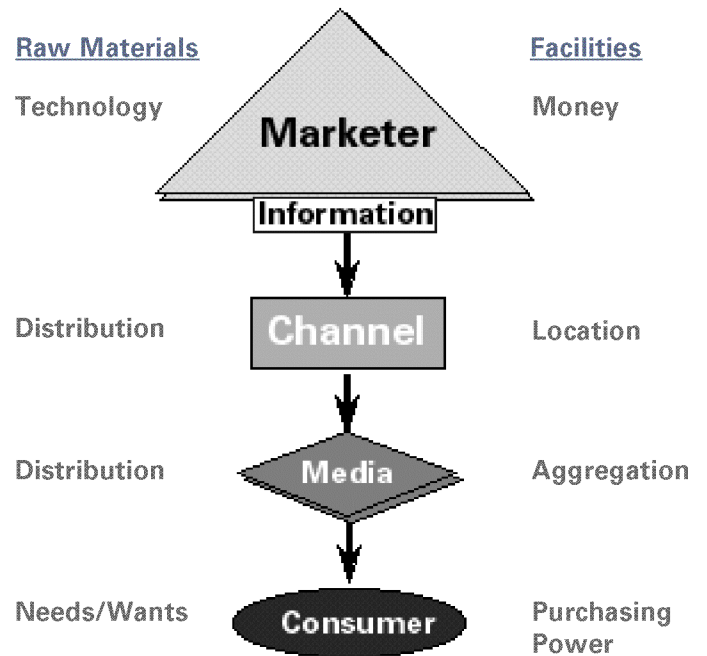 Raw Materials Facilities
Technology Marketer Money
Information
Distribution Channel Location
Distribution Media Aggregation
Needs/Wants Consumer Purchasing
Power